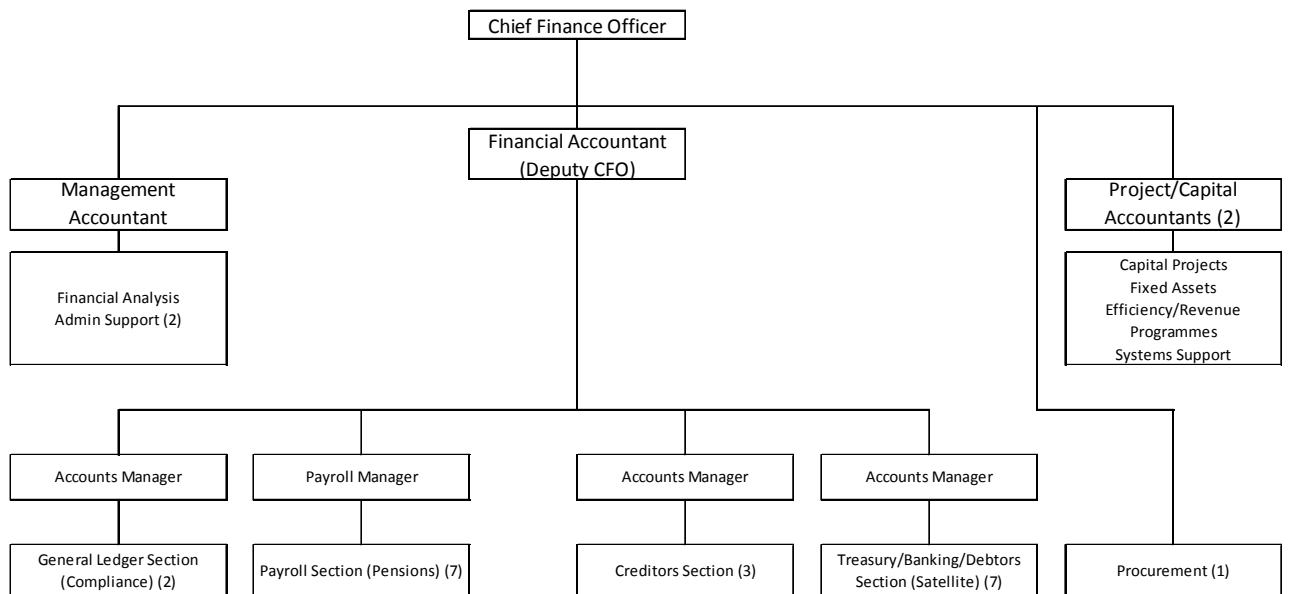 Chief Finance Officer
Financial Accountant
(Deputy CFO)
Management
Accountant
Project/Capital
Accountants (2)
Financial Analysis
Admin Support (2)
Capital Projects
Fixed Assets
Efficiency/Revenue
Programmes
Systems Support
Accounts Manager
Payroll Manager
Accounts Manager
Accounts Manager
General Ledger Section
(Compliance) (2)
Payroll Section (Pensions) (7)
Creditors Section (3)
Treasury/Banking/Debtors
Section (Satellite) (7)
Procurement (1)